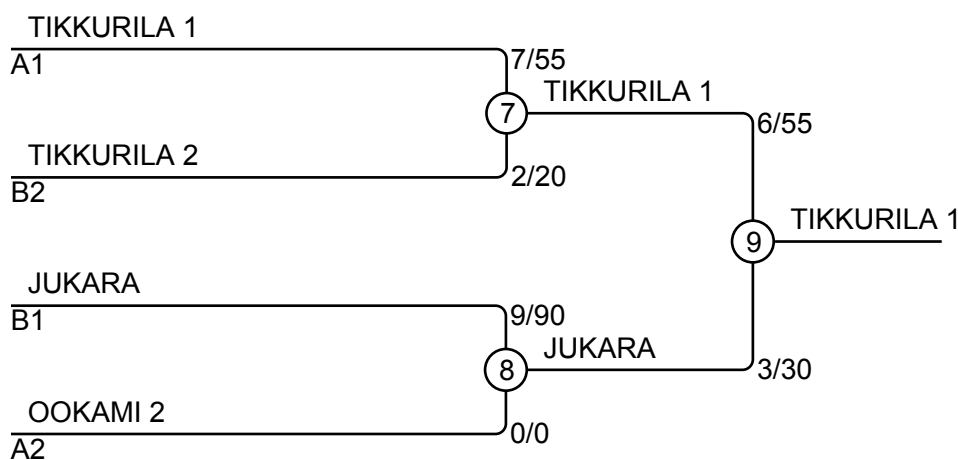 TIKKURILA 1
A1
7/55
7
TIKKURILA 1
6/55
TIKKURILA 2
B2
2/20
9
TIKKURILA 1
JUKARA
B1
9/90
8
JUKARA
3/30
OOKAMI 2
A2
0/0